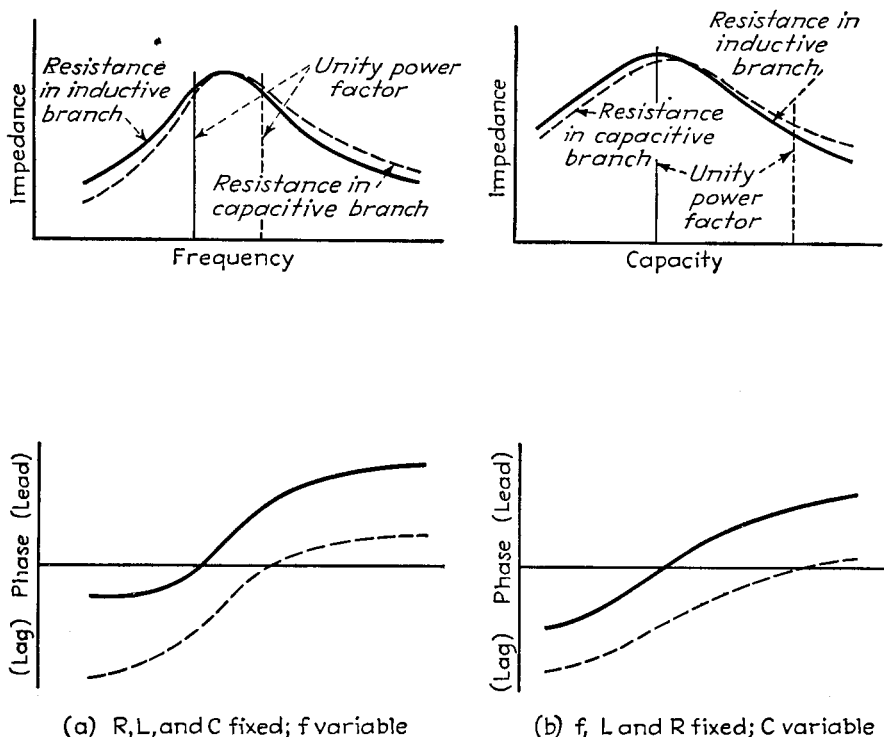 Resistance
in inductive
branch
Unity power
factor
Resistance in
capacitive branch
Impedance
Frequency
Resistance in
inductive
branch
Resistance
in capacitive
branch
Unity
power
factor
Impedance
Capacity
(Lag) Phase (Lead)
(a) R,L,and C fixed; f variable
(Lag) Phase (Lead)
(b) f, L and R fixed; C variable